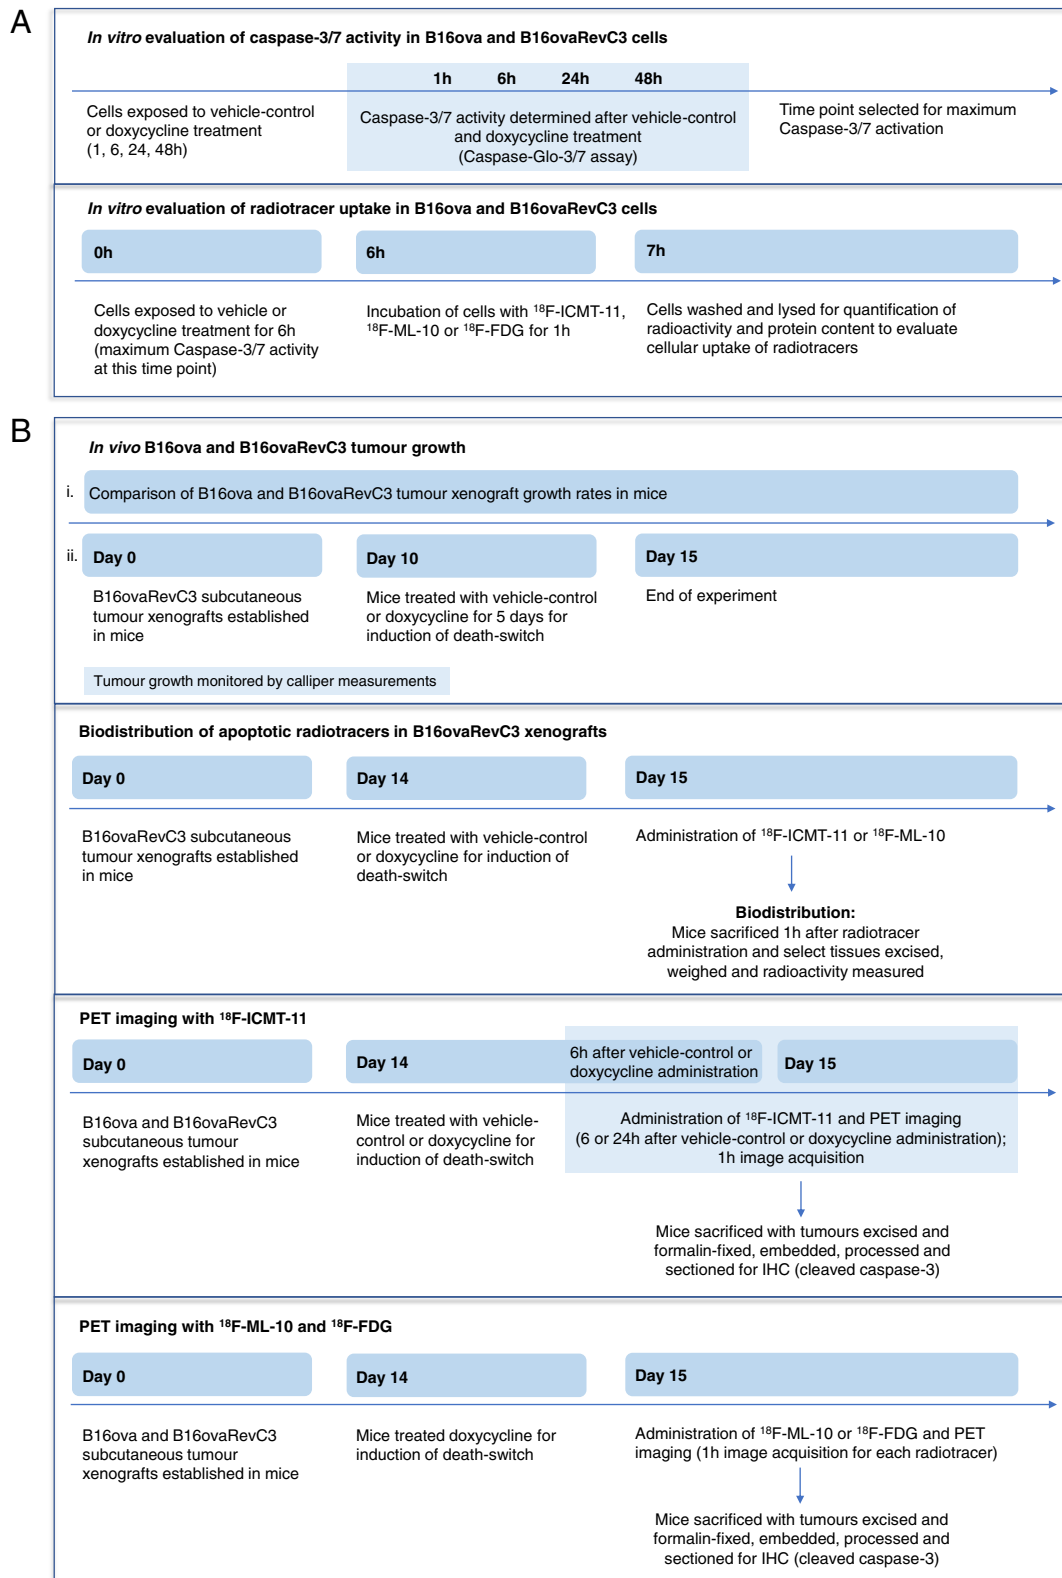 A
In vitro evaluation of caspase-3/7 activity in B16ova and B16ovaRevC3 cells
1h 6h 24h 48h
Cells exposed to vehicle-control
or doxycycline treatment
(1, 6, 24, 48h)
Caspase-3/7 activity determined after vehicle-control
and doxycycline treatment
(Caspase-Glo-3/7 assay)
Time point selected for maximum
Caspase-3/7 activation
In vitro evaluation of radiotracer uptake in B16ova and B16ovaRevC3 cells
0h
6h
7h
Cells exposed to vehicle or
doxycycline treatment for 6h
(maximum Caspase-3/7 activity
at this time point)
Incubation of cells with ¹⁸F-ICMT-11,
¹⁸F-ML-10 or ¹⁸F-FDG for 1h
Cells washed and lysed for quantification of
radioactivity and protein content to evaluate
cellular uptake of radiotracers
B
In vivo B16ova and B16ovaRevC3 tumour growth
i. Comparison of B16ova and B16ovaRevC3 tumour xenograft growth rates in mice
ii. Day 0
Day 10
Day 15
B16ovaRevC3 subcutaneous
tumour xenografts established
in mice
Mice treated with vehicle-control
or doxycycline for 5 days for
induction of death-switch
End of experiment
Tumour growth monitored by calliper measurements
Biodistribution of apoptotic radiotracers in B16ovaRevC3 xenografts
Day 0
Day 14
Day 15
B16ovaRevC3 subcutaneous
tumour xenografts established
in mice
Mice treated with vehicle-control
or doxycycline for induction of
death-switch
Administration of ¹⁸F-ICMT-11 or ¹⁸F-ML-10
Biodistribution:
Mice sacrificed 1h after radiotracer
administration and select tissues excised,
weighed and radioactivity measured
PET imaging with ¹⁸F-ICMT-11
Day 0
Day 14
6h after vehicle-control or
doxycycline administration
Day 15
B16ova and B16ovaRevC3
subcutaneous tumour
xenografts established in mice
Mice treated with vehicle-
control or doxycycline for
induction of death-switch
Administration of ¹⁸F-ICMT-11 and PET imaging
(6 or 24h after vehicle-control or doxycycline administration);
1h image acquisition
Mice sacrificed with tumours excised and
formalin-fixed, embedded, processed and
sectioned for IHC (cleaved caspase-3)
PET imaging with ¹⁸F-ML-10 and ¹⁸F-FDG
Day 0
Day 14
Day 15
B16ova and B16ovaRevC3
subcutaneous tumour
xenografts established in mice
Mice treated doxycycline for
induction of death-switch
Administration of ¹⁸F-ML-10 or ¹⁸F-FDG and PET
imaging (1h image acquisition for each radiotracer)
Mice sacrificed with tumours excised and
formalin-fixed, embedded, processed and
sectioned for IHC (cleaved caspase-3)